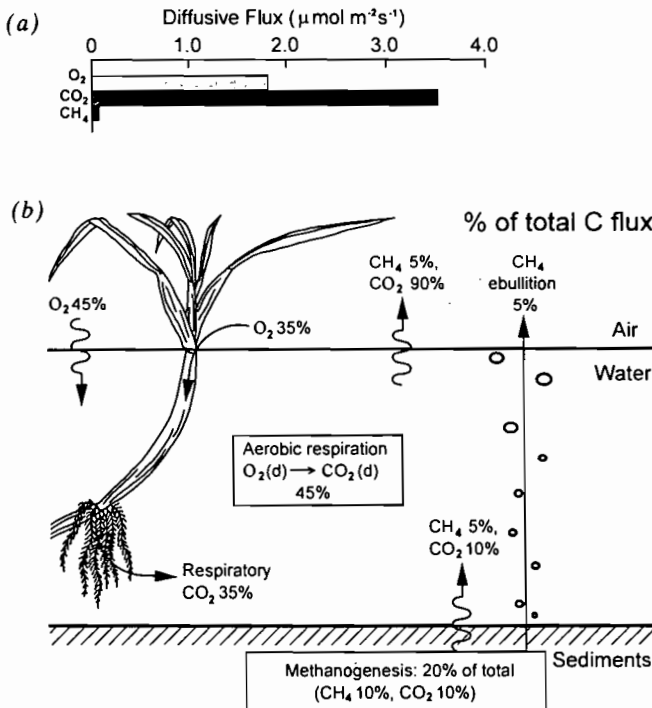 (a)
Diffusive Flux (μmol m⁻²s⁻¹)
0 1.0 2.0 3.0 4.0
O₂
CO₂
CH₄
(b)
% of total C flux
CH₄ 5%,
CO₂ 90%
CH₄
ebullition
5%
O₂ 45%
O₂ 35%
Air
Water
Aerobic respiration
O₂(d)→CO₂(d)
45%
CH₄ 5%,
CO₂ 10%
Respiratory
CO₂ 35%
Sediments
Methanogenesis: 20% of total
(CH₄ 10%, CO₂ 10%)